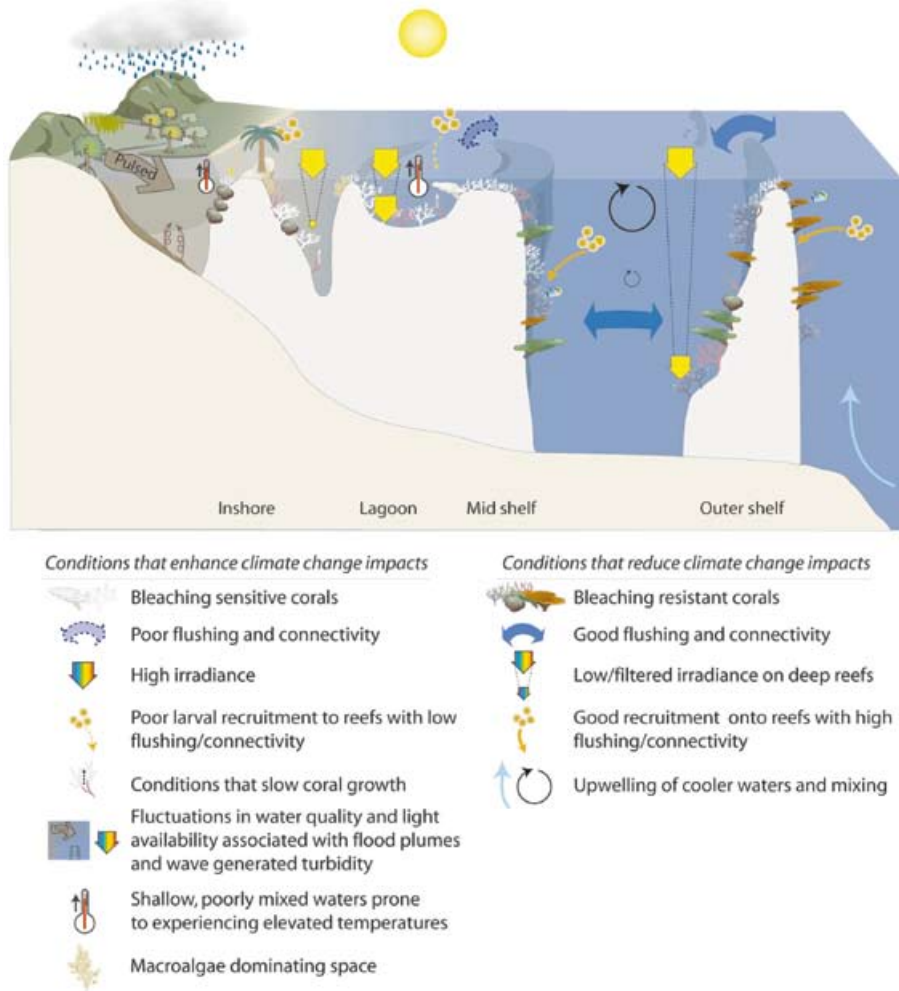 Pulsed
Inshore
Lagoon
Mid shelf
Outer shelf
Conditions that enhance climate change impacts
Bleaching sensitive corals
Poor flushing and connectivity
High irradiance
Poor larval recruitment to reefs with low
flushing/connectivity
Conditions that slow coral growth
Fluctuations in water quality and light
availability associated with flood plumes
and wave generated turbidity
Shallow, poorly mixed waters prone
to experiencing elevated temperatures
Macroalgae dominating space
Conditions that reduce climate change impacts
Bleaching resistant corals
Good flushing and connectivity
Low/filtered irradiance on deep reefs
Good recruitment onto reefs with high
flushing/connectivity
Upwelling of cooler waters and mixing